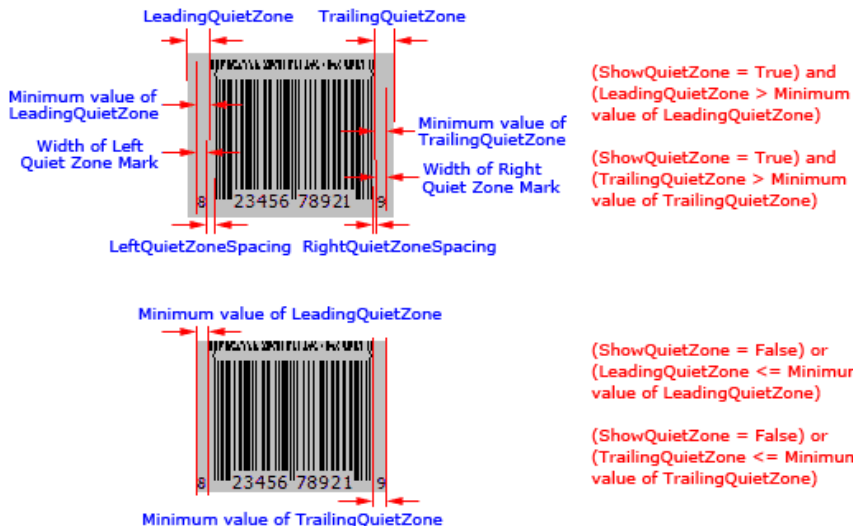 LeadingQuietZone TrailingQuietZone
Minimum value of
LeadingQuietZone
Width of Left
Quiet Zone Mark
Minimum value of
TrailingQuietZone
Width of Right
Quiet Zone Mark
8 23456 78921 9
LeftQuietZoneSpacing RightQuietZoneSpacing
(ShowQuietZone = True) and
(LeadingQuietZone > Minimum
value of LeadingQuietZone)
(ShowQuietZone = True) and
(TrailingQuietZone > Minimum
value of TrailingQuietZone)
Minimum value of LeadingQuietZone
8 23456 78921 9
Minimum value of TrailingQuietZone
(ShowQuietZone = False) or
(LeadingQuietZone <= Minimum
value of LeadingQuietZone)
(ShowQuietZone = False) or
(TrailingQuietZone <= Minimum
value of TrailingQuietZone)